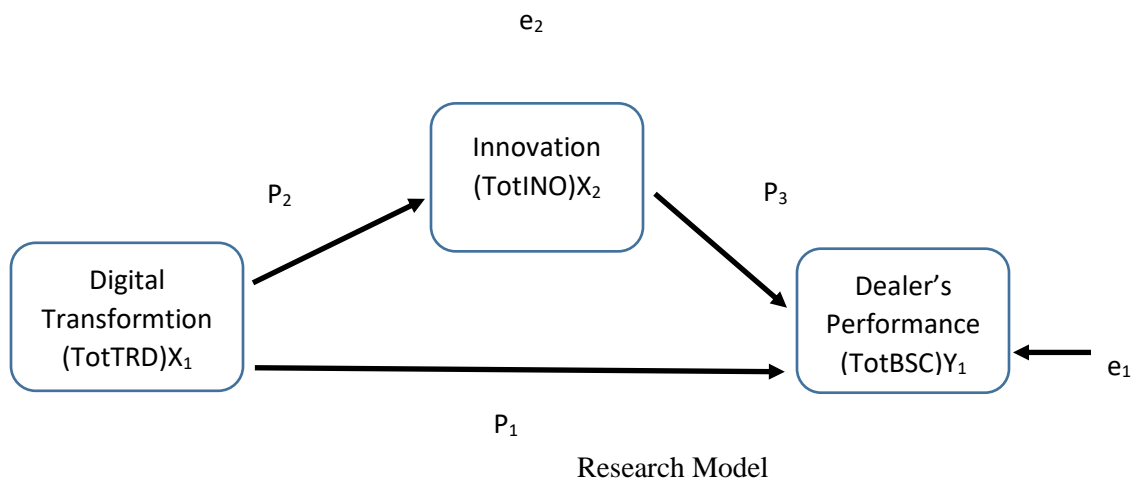 e₂
Innovation
(TotINO)X₂
P₂
P₃
Digital
Transformtion
(TotTRD)X₁
Dealer's
Performance
(TotBSC)Y₁
e₁
P₁
Research Model